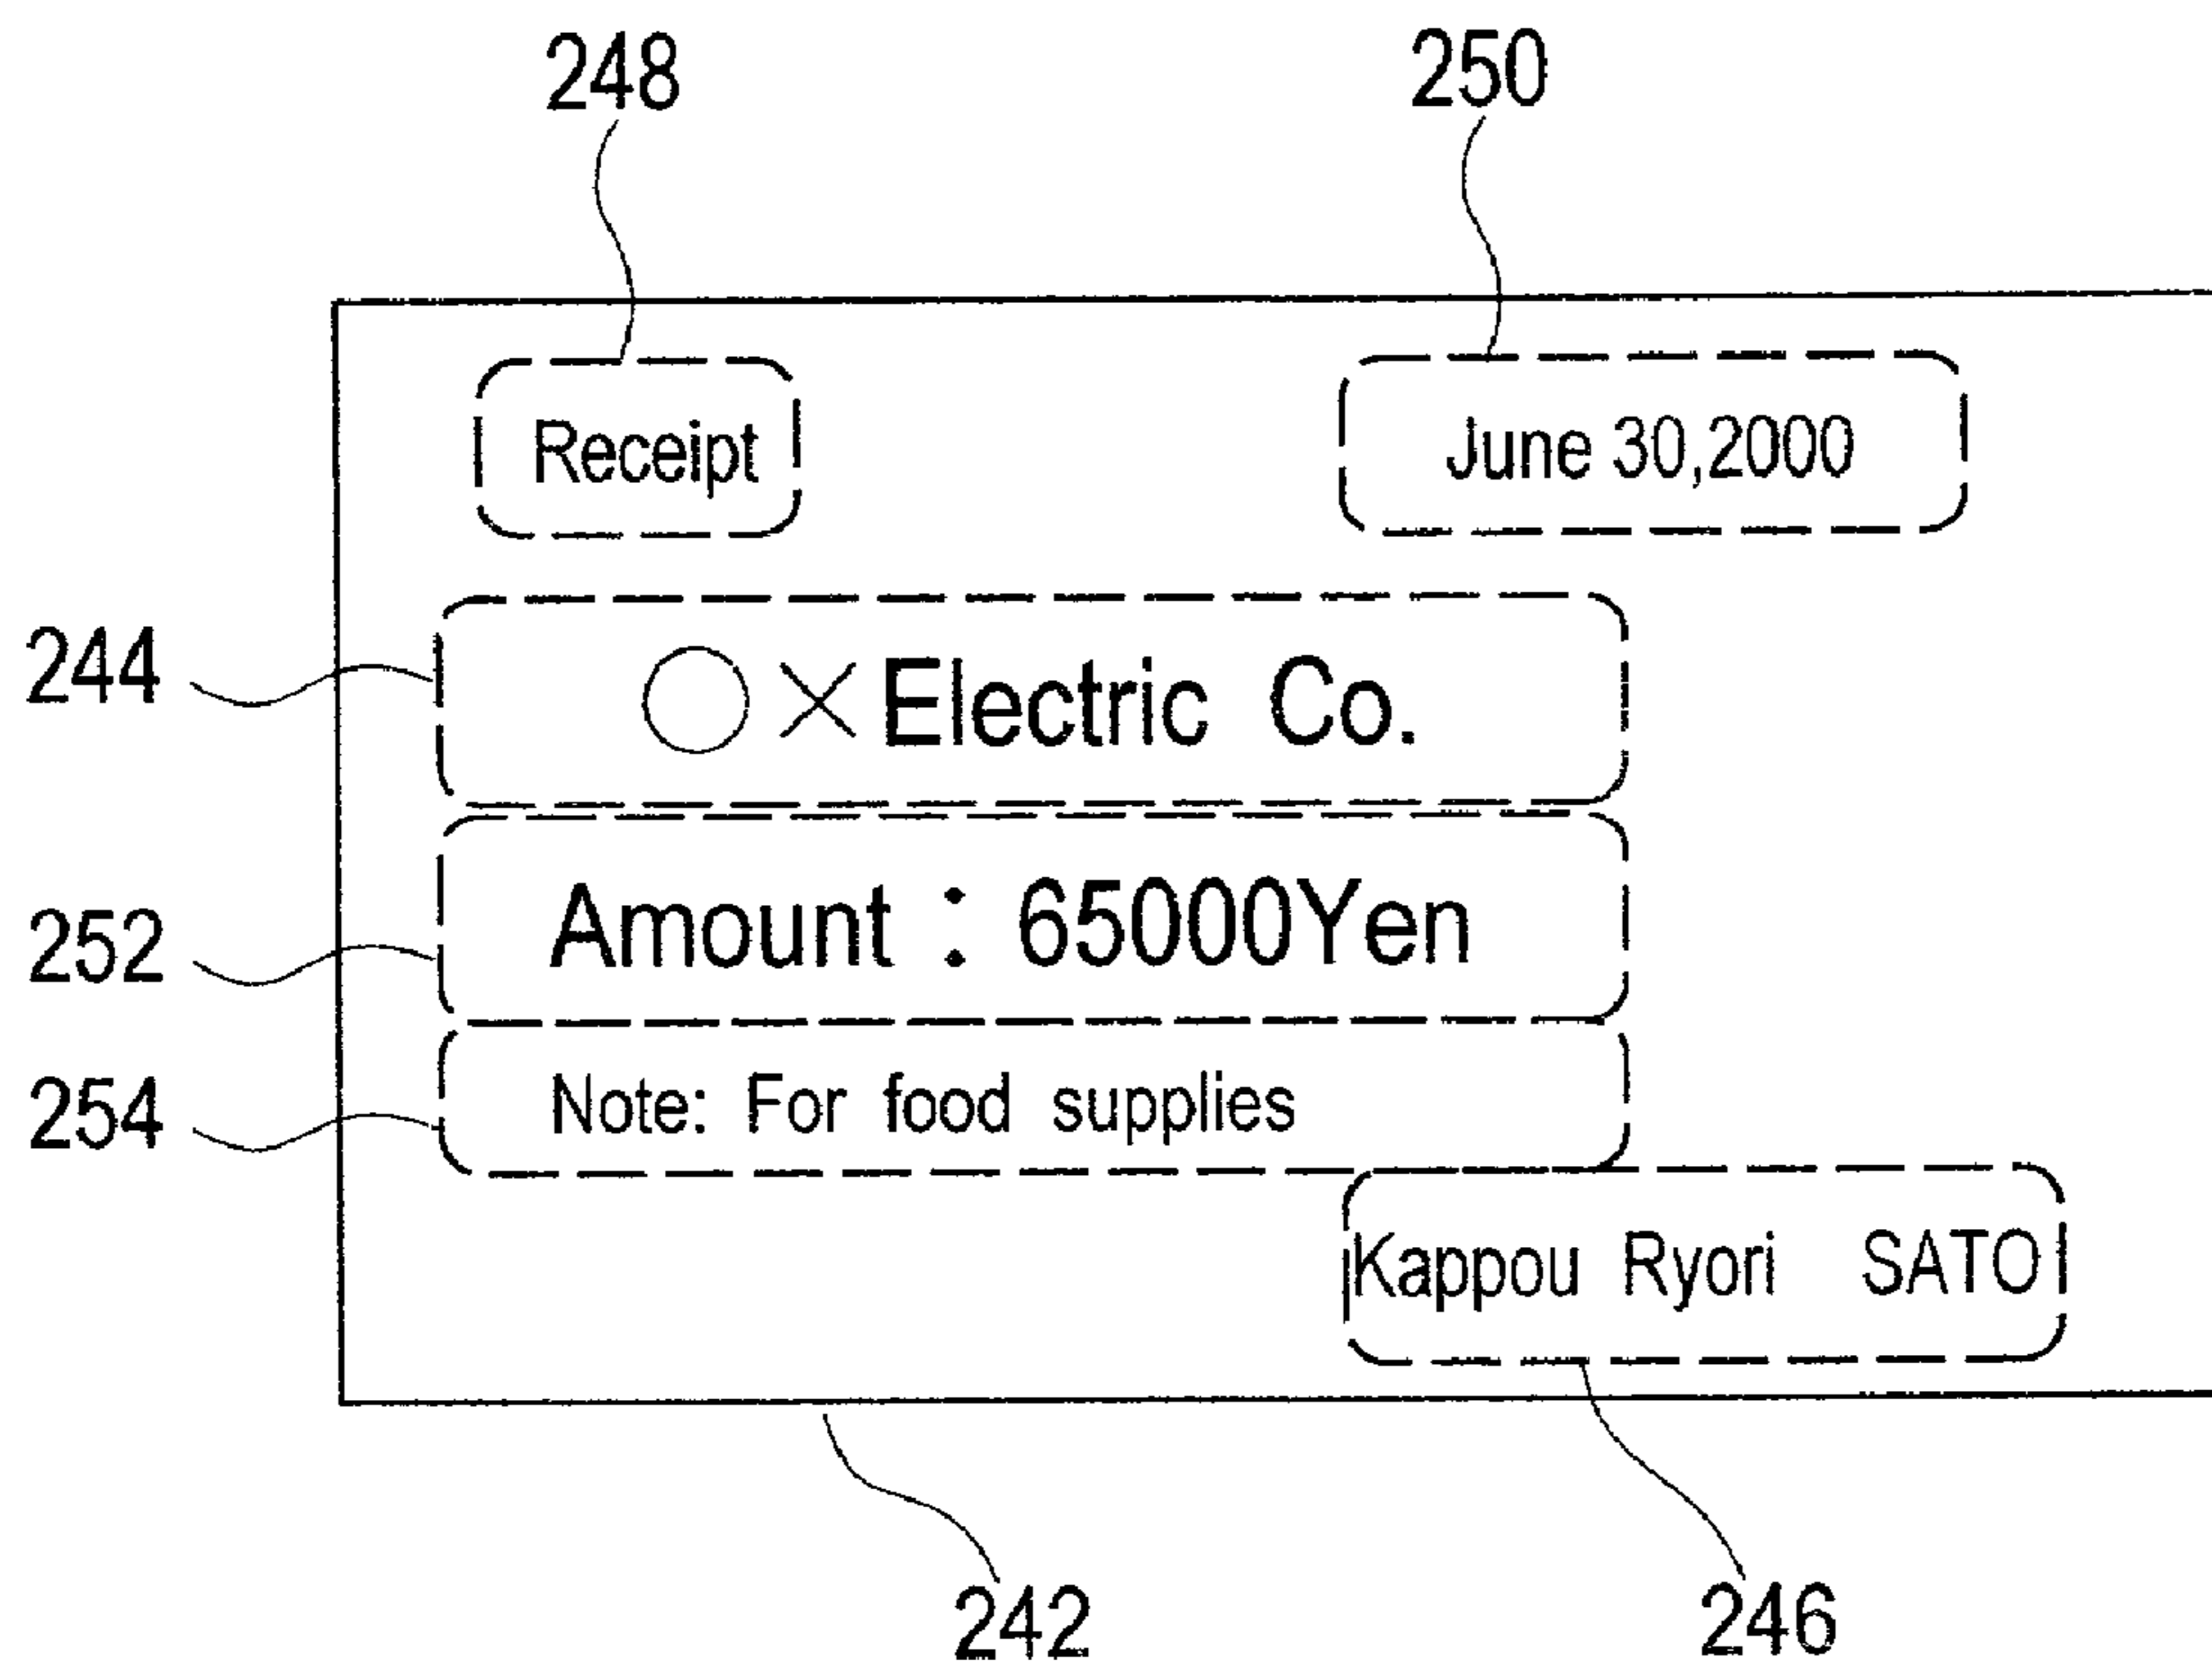 248 250
Receipt June 30,2000
244 ○×Electric Co.
252 Amount : 65000Yen
254 Note: For food supplies
Kappou Ryori SATO
242 246